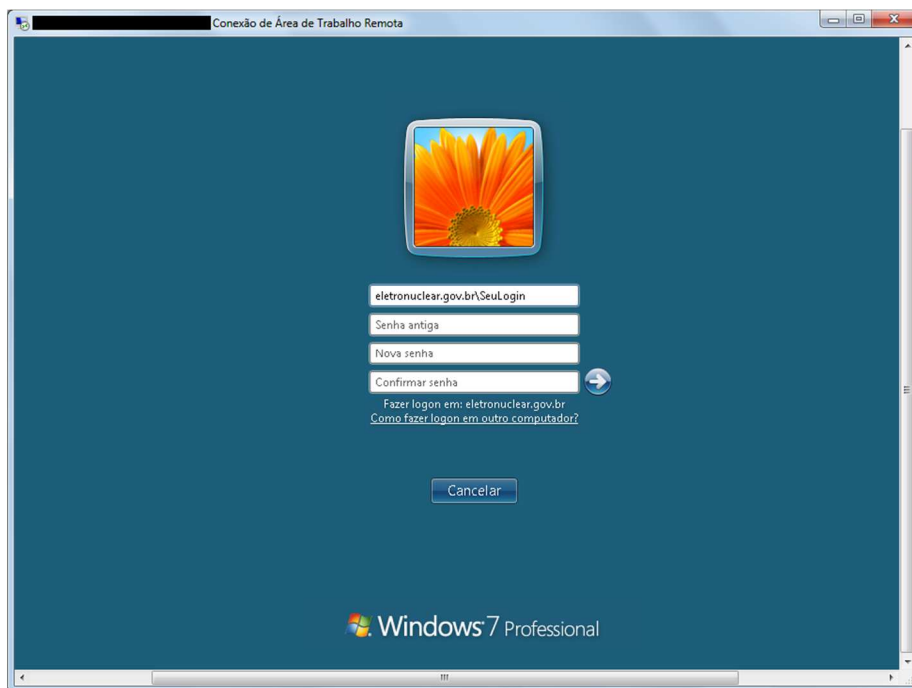 Conexão de Área de Trabalho Remota
eletronuclear.gov.br\SeuLogin
Senha antiga
Nova senha
Confirmar senha
Fazer logon em: eletronuclear.gov.br
Como fazer logon em outro computador?
Cancelar
Windows 7 Professional